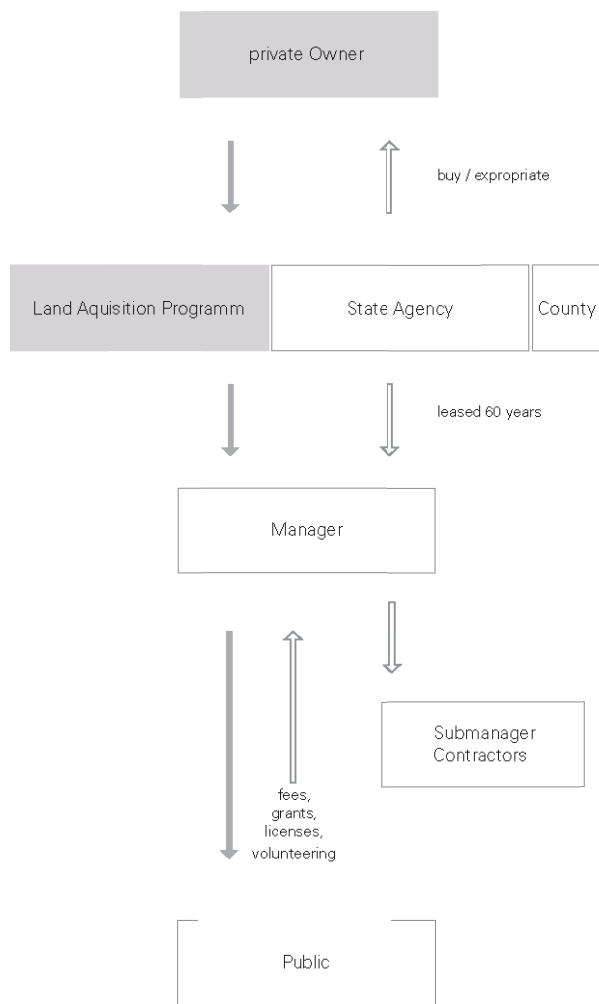 private Owner
buy / expropriate
Land Aquisition Programm
State Agency
County
leased 60 years
Manager
Submanager
Contractors
fees,
grants,
licenses,
volunteering
Public